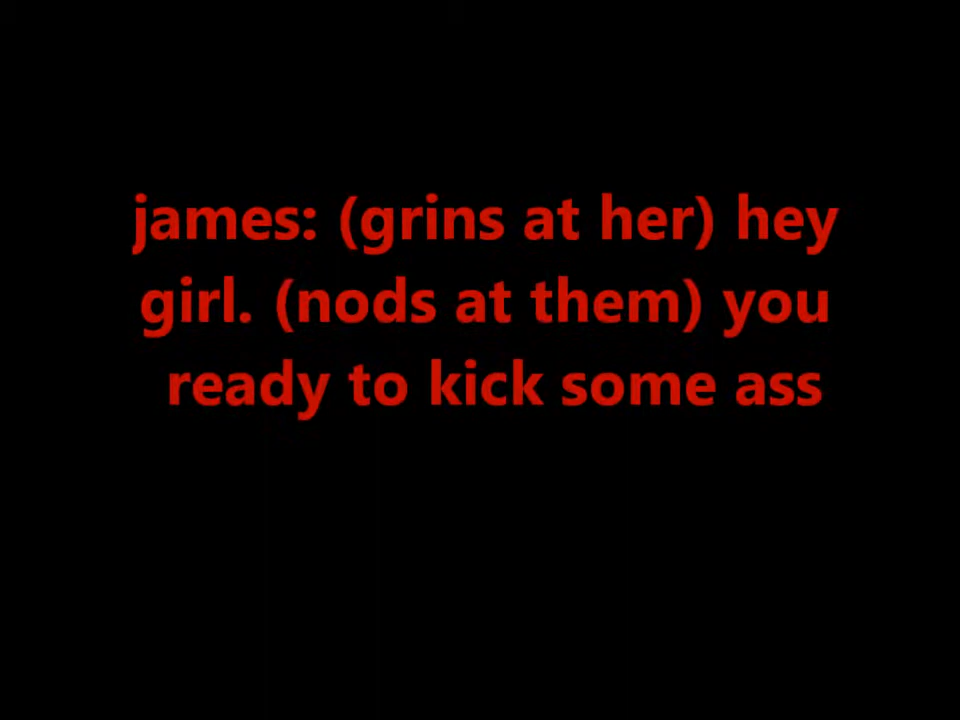 james: (grins at her) hey
girl. (nods at them) you
ready to kick some ass